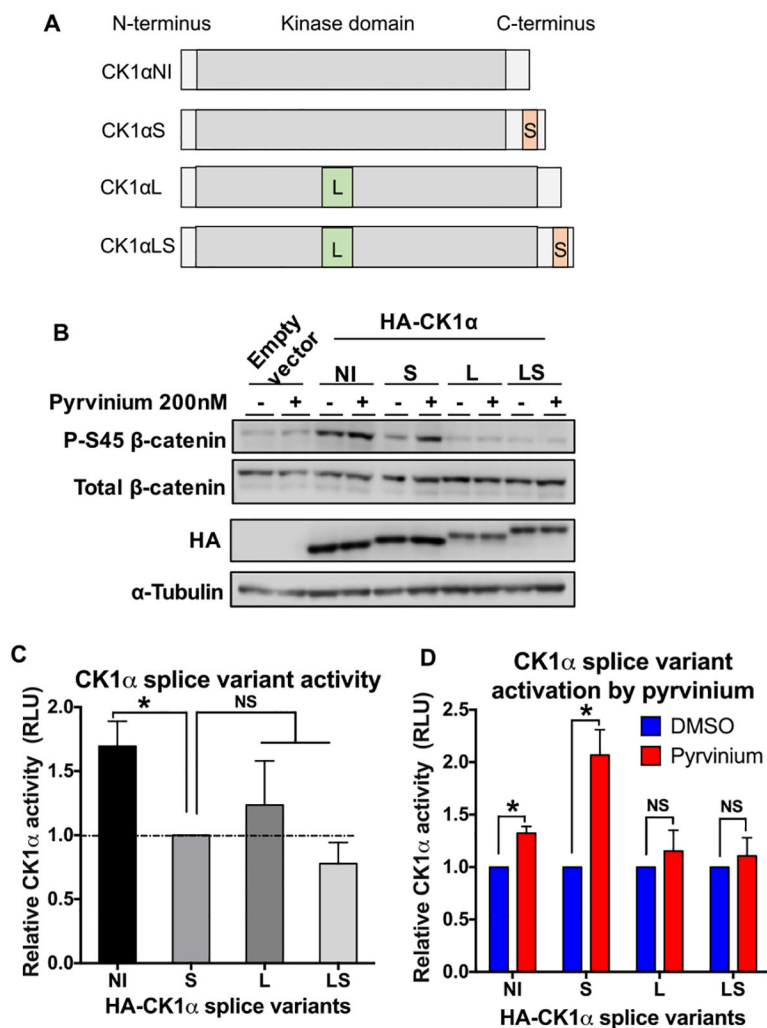 A
N-terminus Kinase domain C-terminus
CK1αNI
CK1αS S
CK1αL L
CK1αLS L S
B
Empty vector
HA-CK1α
NI S L LS
Pyrvinium 200nM - + - + - + - + - +
P-S45 β-catenin
Total β-catenin
HA
α-Tubulin
C
CK1α splice variant activity
Relative CK1α activity (RLU)
2.0
1.5
1.0
0.5
0.0
* NS
NI S L LS
HA-CK1α splice variants
D
CK1α splice variant
activation by pyrvinium
Relative CK1α activity (RLU)
2.5
2.0
1.5
1.0
0.5
0.0
DMSO
Pyrvinium
* * NS NS
NI S L LS
HA-CK1α splice variants